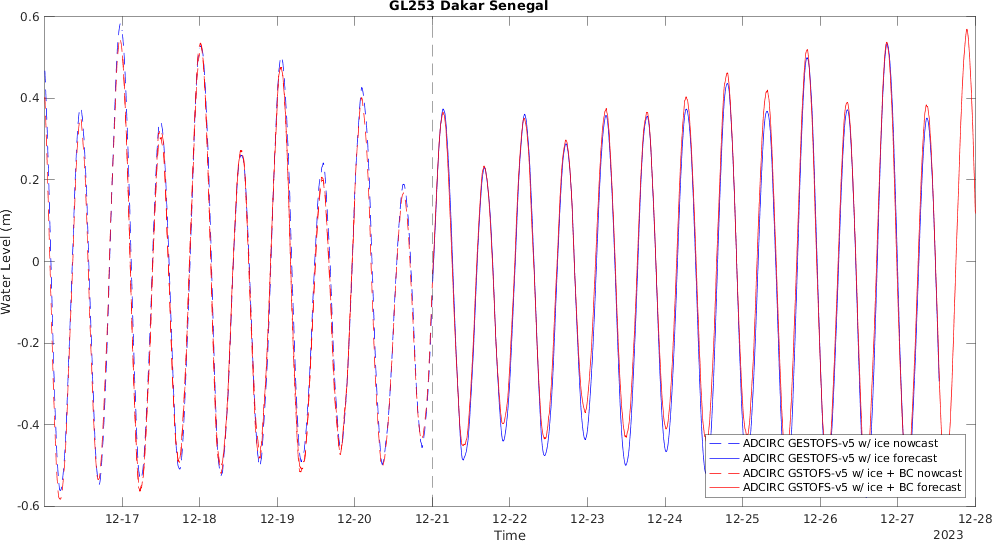 GL253 Dakar Senegal
Water Level (m)
0.6
0.4
0.2
0
-0.2
-0.4
-0.6
ADCIRC GESTOFS-v5 w/ ice nowcast
ADCIRC GESTOFS-v5 w/ ice forecast
ADCIRC GSTOFS-v5 w/ ice + BC nowcast
ADCIRC GSTOFS-v5 w/ ice + BC forecast
12-17 12-18 12-19 12-20 12-21 12-22 12-23 12-24 12-25 12-26 12-27 12-28
Time
2023